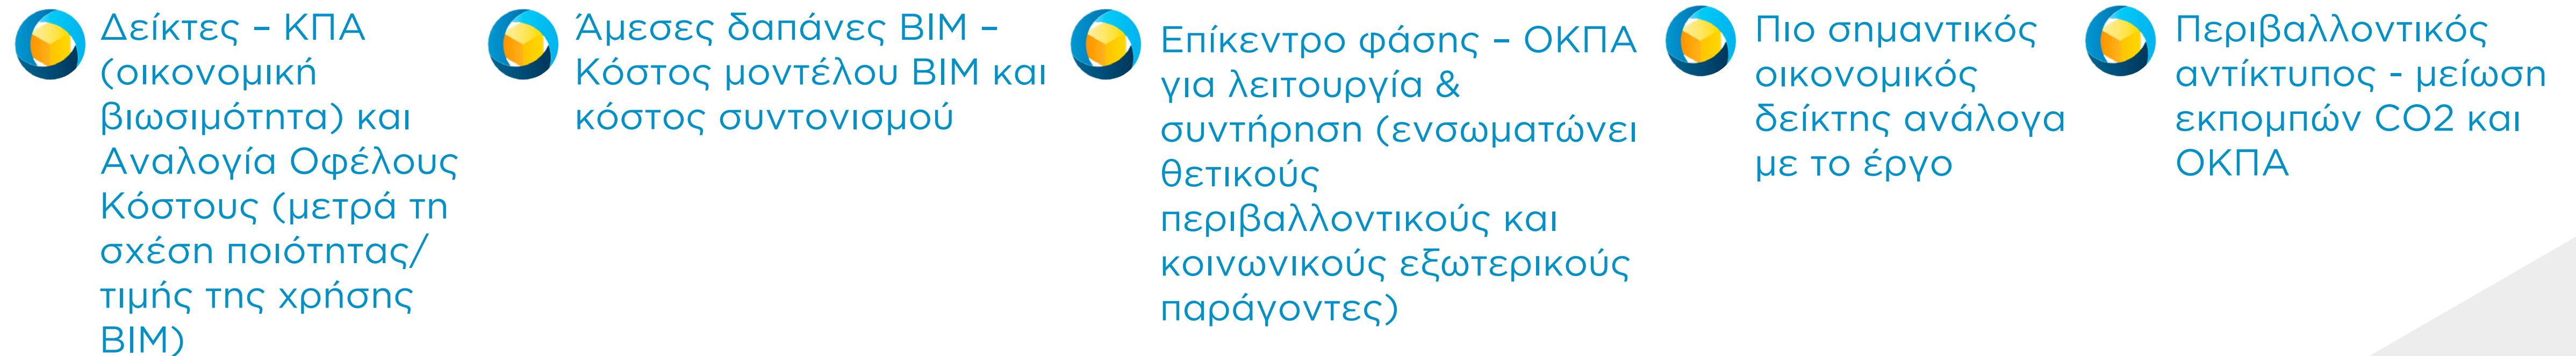 Δείκτες – ΚΠΑ
(οικονομική
βιωσιμότητα) και
Αναλογία Οφέλους
Κόστους (μετρά τη
σχέση ποιότητας/
τιμής της χρήσης
BIM)
Άμεσες δαπάνες BIM –
Κόστος μοντέλου BIM και
κόστος συντονισμού
Επίκεντρο φάσης – ΟΚΠΑ
για λειτουργία &
συντήρηση (ενσωματώνει
θετικούς
περιβαλλοντικούς και
κοινωνικούς εξωτερικούς
παράγοντες)
Πιο σημαντικός
οικονομικός
δείκτης ανάλογα
με το έργο
Περιβαλλοντικός
αντίκτυπος - μείωση
εκπομπών CO2 και
ΟΚΠΑ